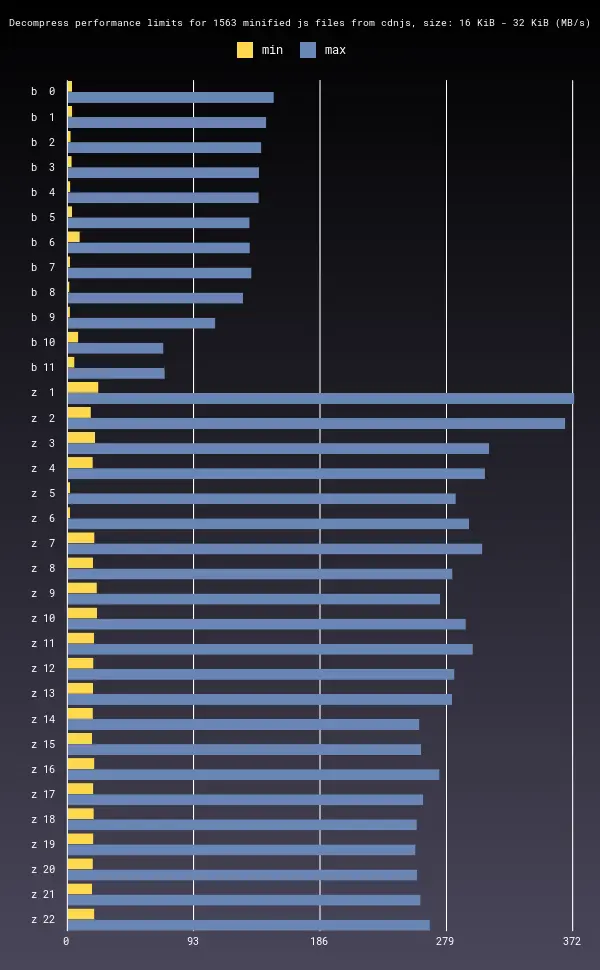 Decompress performance limits for 1563 minified js files from cdnjs, size: 16 KiB - 32 KiB (MB/s)
min max
b 0
b 1
b 2
b 3
b 4
b 5
b 6
b 7
b 8
b 9
b 10
b 11
z 1
z 2
z 3
z 4
z 5
z 6
z 7
z 8
z 9
z 10
z 11
z 12
z 13
z 14
z 15
z 16
z 17
z 18
z 19
z 20
z 21
z 22
0 93 186 279 372